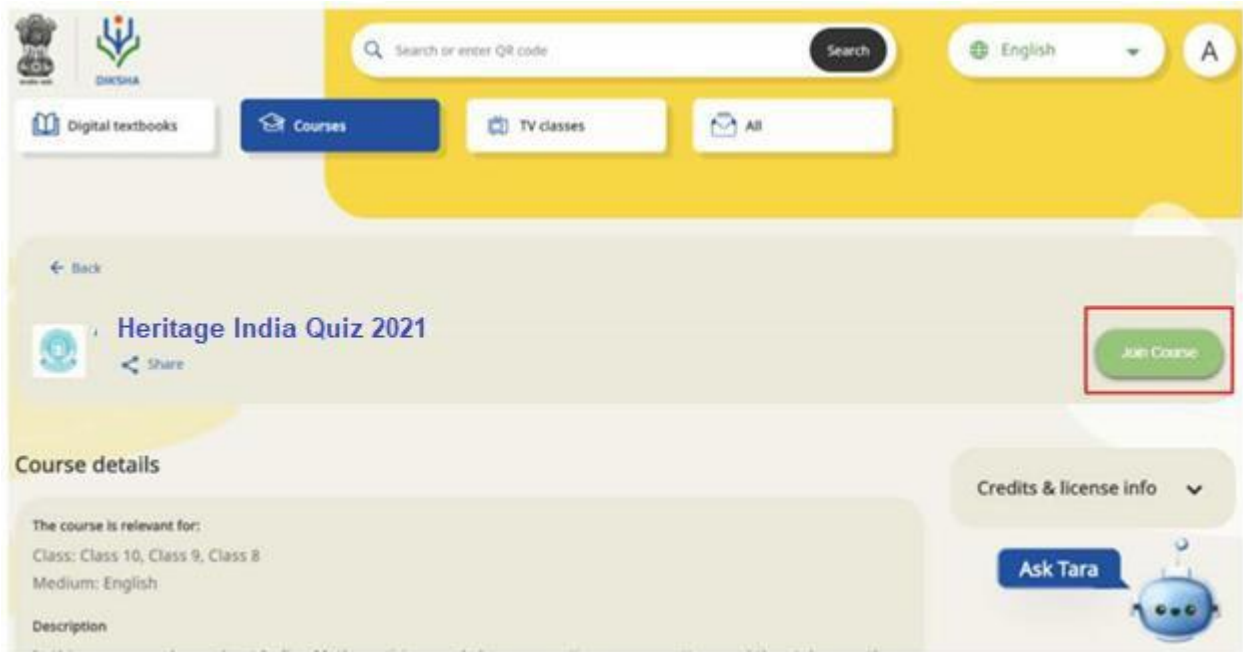 DIKSHA
Search or enter QR code
Search
English
A
Digital textbooks
Courses
TV classes
All
Back
Heritage India Quiz 2021
Share
Join Course
Course details
Credits & license info
The course is relevant for:
Class: Class 10, Class 9, Class 8
Medium: English
Ask Tara
Description